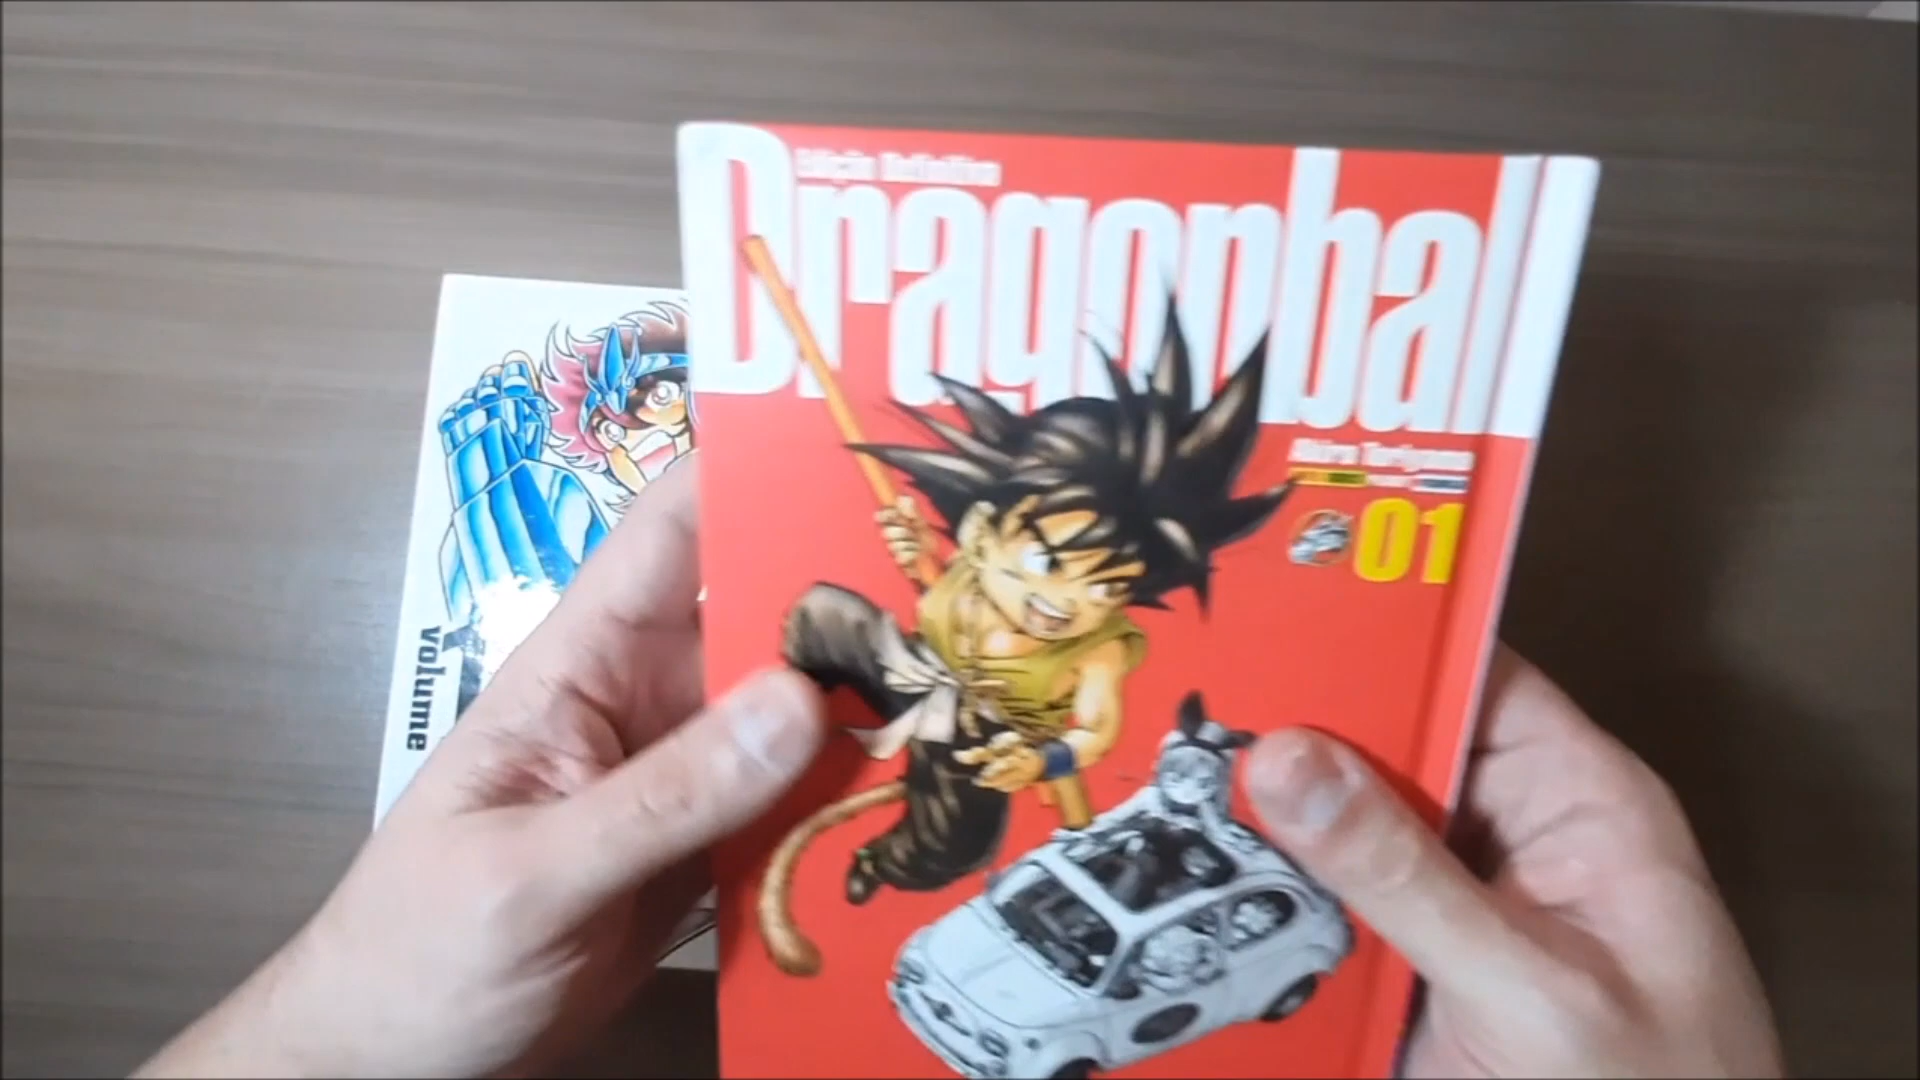 Edição Definitiva
Dragonball
Akira Toriyama
01
volume